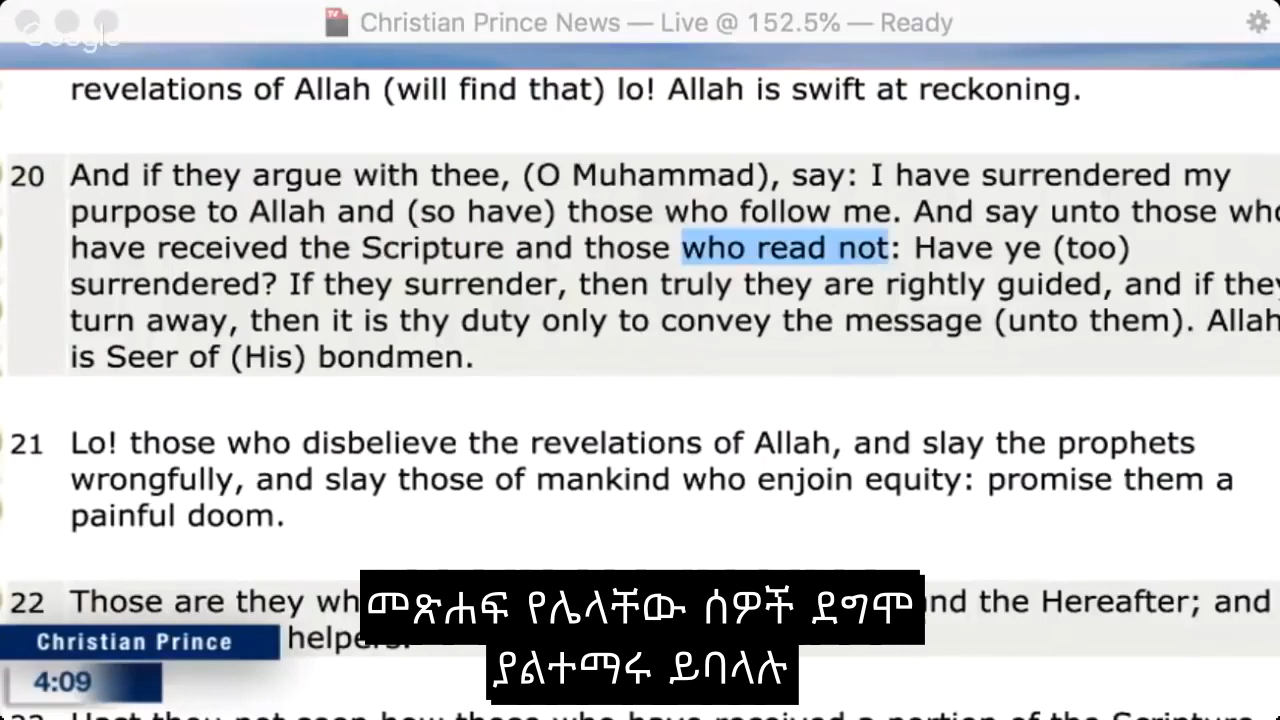 Christian Prince News — Live @ 152.5% — Ready
Google
revelations of Allah (will find that) lo! Allah is swift at reckoning.
20 And if they argue with thee, (O Muhammad), say: I have surrendered my
purpose to Allah and (so have) those who follow me. And say unto those who
have received the Scripture and those who read not: Have ye (too)
surrendered? If they surrender, then truly they are rightly guided, and if they
turn away, then it is thy duty only to convey the message (unto them). Allah
is Seer of (His) bondmen.
21 Lo! those who disbelieve the revelations of Allah, and slay the prophets
wrongfully, and slay those of mankind who enjoin equity: promise them a
painful doom.
22 Those are they wh nd the Hereafter; and
helpers.
መጽሐፍ የሌላቸው ሰዎች ደግሞ
ያልተማሩ ይባላሉ
Christian Prince
4:09